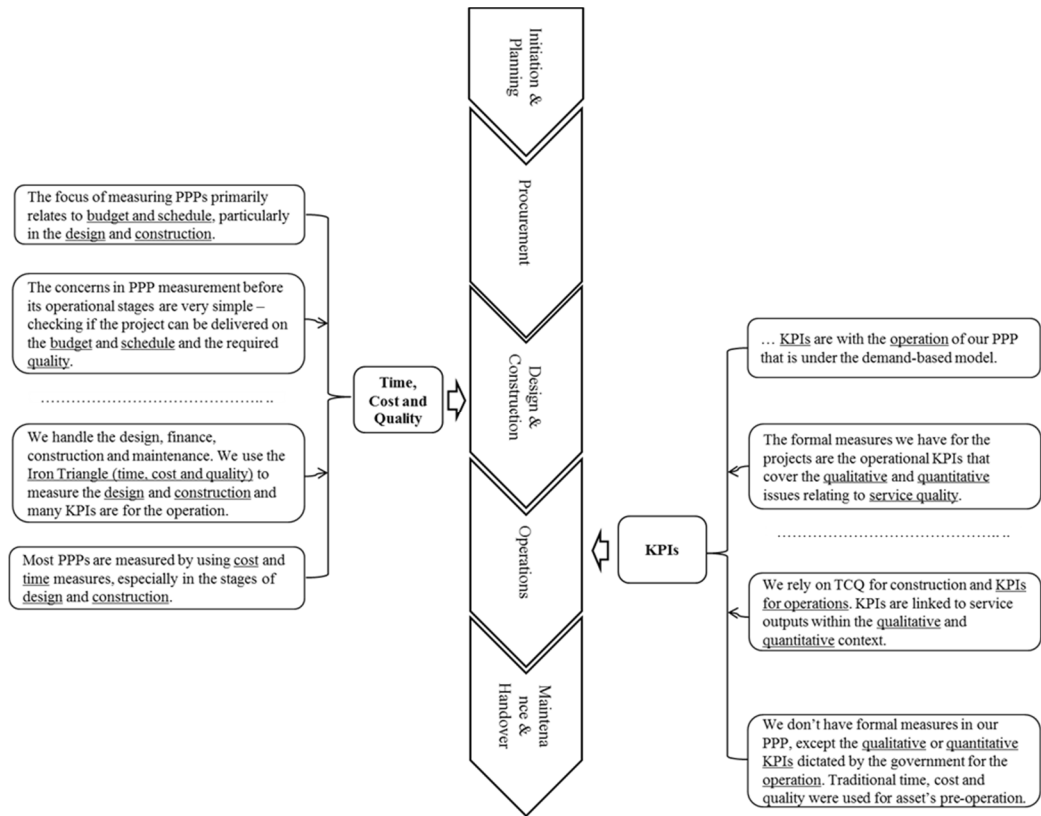 Initiation &
Planning
Procurement
Design &
Construction
Operations
Maintena
nce &
Handover
The focus of measuring PPPs primarily
relates to budget and schedule, particularly
in the design and construction.
The concerns in PPP measurement before
its operational stages are very simple –
checking if the project can be delivered on
the budget and schedule and the required
quality.
We handle the design, finance,
construction and maintenance. We use the
Iron Triangle (time, cost and quality) to
measure the design and construction and
many KPIs are for the operation.
Most PPPs are measured by using cost and
time measures, especially in the stages of
design and construction.
Time,
Cost and
Quality
KPIs
… KPIs are with the operation of our PPP
that is under the demand-based model.
The formal measures we have for the
projects are the operational KPIs that
cover the qualitative and quantitative
issues relating to service quality.
We rely on TCQ for construction and KPIs
for operations. KPIs are linked to service
outputs within the qualitative and
quantitative context.
We don’t have formal measures in our
PPP, except the qualitative or quantitative
KPIs dictated by the government for the
operation. Traditional time, cost and
quality were used for asset’s pre-operation.